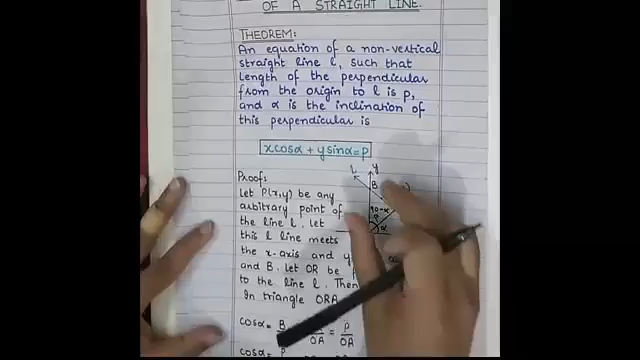 OF A STRAIGHT LINE.
THEOREM:
An equation of a non-vertical
straight line l, such that
length of the perpendicular
from the origin to l is p,
and α is the inclination of
this perpendicular is
xcosα + ysinα = p
Proof:
Let P(x,y) be any
arbitrary point of
the line l. Let
this l line meets
the x-axis and y
and B. Let OR be p
to the line l. Then
In triangle ORA
cosα = B
OA = p/OA
cosα = P
l
y
B
90-α
P
α